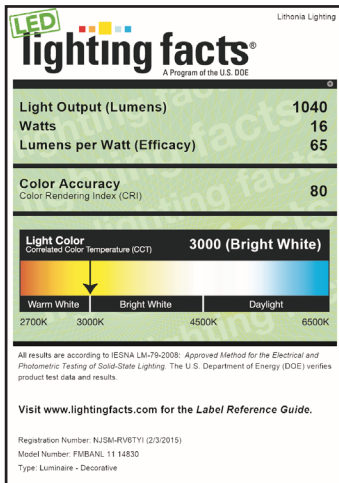 Lithonia Lighting
LED
lighting facts®
A Program of the U.S. DOE
Light Output (Lumens) 1040
Watts 16
Lumens per Watt (Efficacy) 65
Color Accuracy 80
Color Rendering Index (CRI)
Light Color
Correlated Color Temperature (CCT) 3000 (Bright White)
Warm White Bright White Daylight
2700K 3000K 4500K 6500K
All results are according to IESNA LM-79-2008: Approved Method for the Electrical and
Photometric Testing of Solid-State Lighting. The U.S. Department of Energy (DOE) verifies
product test data and results.
Visit www.lightingfacts.com for the Label Reference Guide.
Registration Number: NJSM-RV6TYI (2/3/2015)
Model Number: FMBANL 11 14830
Type: Luminaire - Decorative